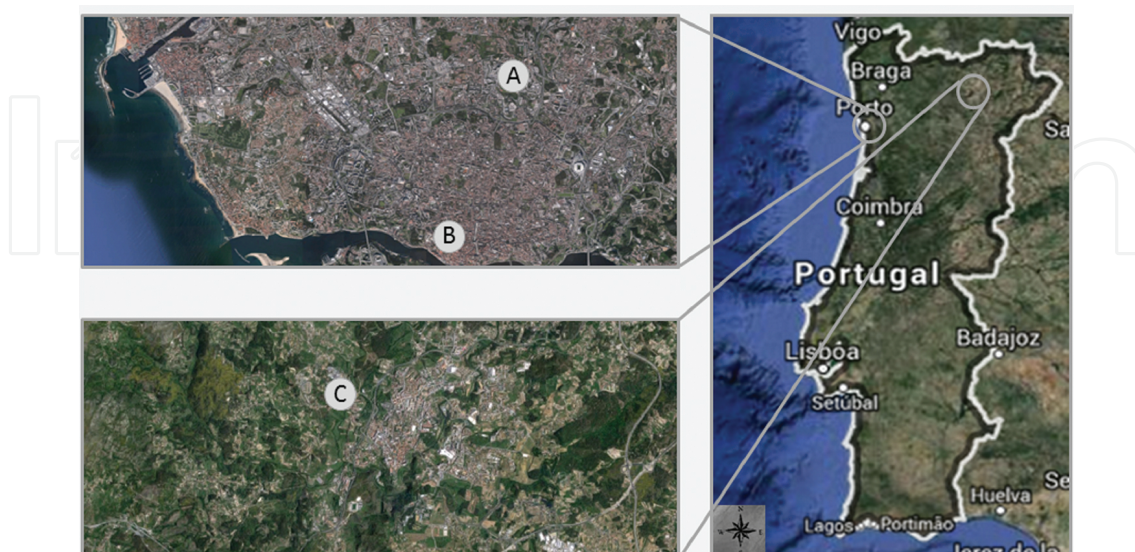 A
B
C
Vigo
Braga
Porto
Sa
Coimbra
Portugal
Badajoz
Lisboa
Setúbal
Se
Huelva
Lagos
Portimão
N
W
E